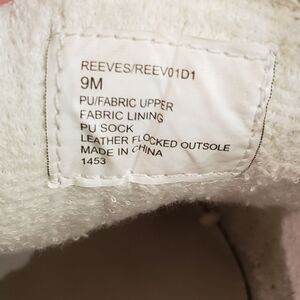 REEVES/REEV01D1
9M
PU/FABRIC UPPER
FABRIC LINING
PU SOCK
LEATHER FLOCKED OUTSOLE
MADE IN CHINA
1453